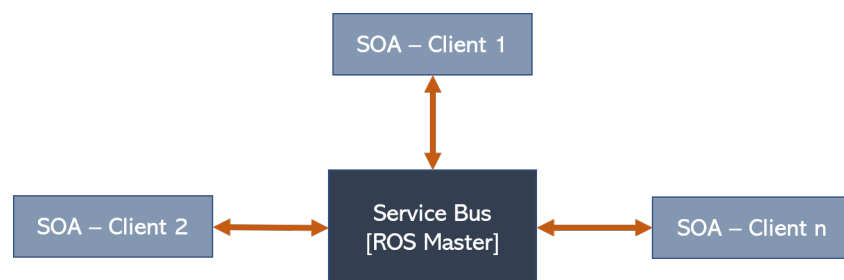 SOA – Client 1
SOA – Client 2
Service Bus
[ROS Master]
SOA – Client n